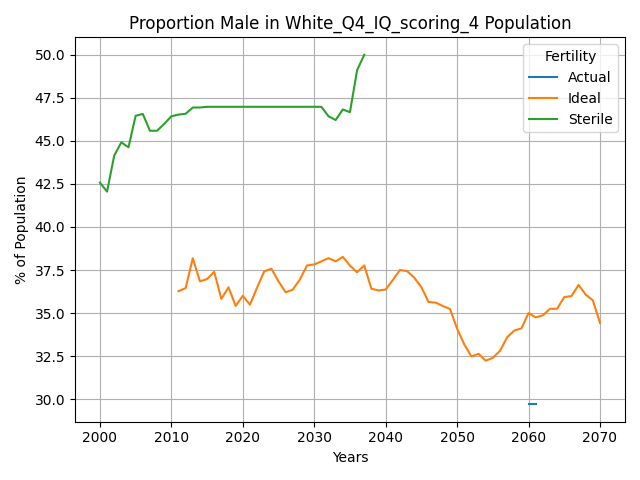 Proportion Male in White_Q4_IQ_scoring_4 Population
% of Population
50.0
47.5
45.0
42.5
40.0
37.5
35.0
32.5
30.0
Fertility
Actual
Ideal
Sterile
2000 2010 2020 2030 2040 2050 2060 2070
Years